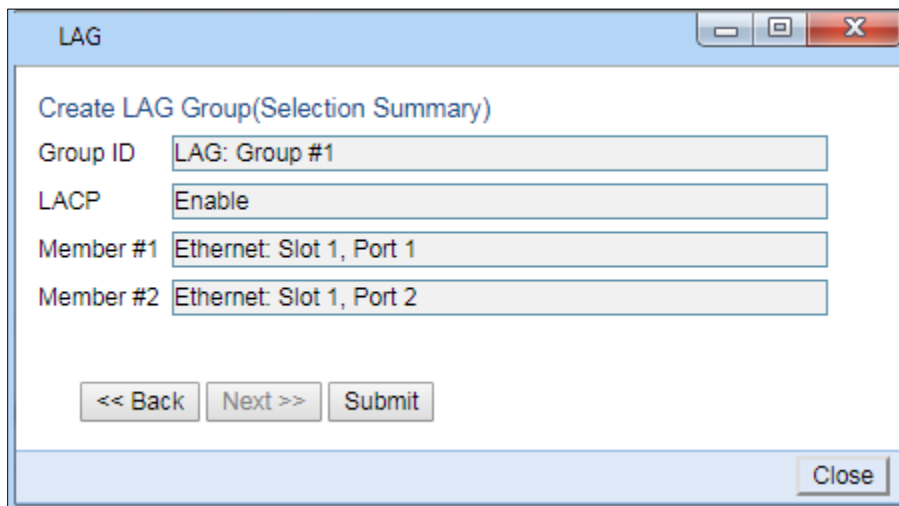 LAG
Create LAG Group(Selection Summary)
Group ID LAG: Group #1
LACP Enable
Member #1 Ethernet: Slot 1, Port 1
Member #2 Ethernet: Slot 1, Port 2
<< Back Next >> Submit
Close